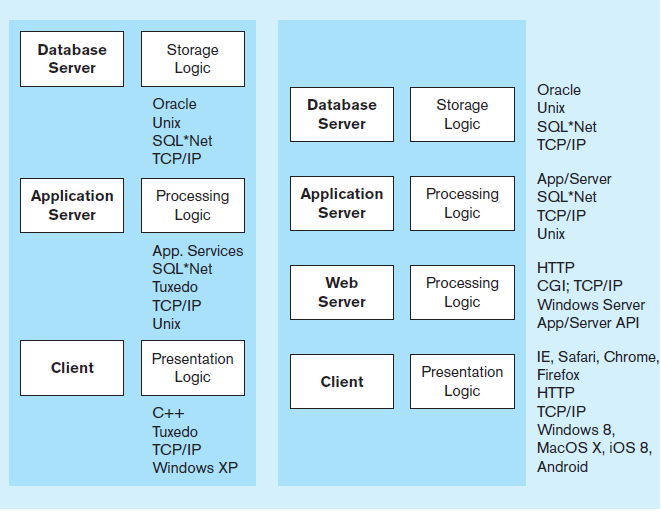 Database
Server
Storage
Logic
Oracle
Unix
SQL*Net
TCP/IP
Application
Server
Processing
Logic
App. Services
SQL*Net
Tuxedo
TCP/IP
Unix
Client
Presentation
Logic
C++
Tuxedo
TCP/IP
Windows XP
Database
Server
Storage
Logic
Oracle
Unix
SQL*Net
TCP/IP
Application
Server
Processing
Logic
App/Server
SQL*Net
TCP/IP
Unix
Web
Server
Processing
Logic
HTTP
CGI; TCP/IP
Windows Server
App/Server API
Client
Presentation
Logic
IE, Safari, Chrome,
Firefox
HTTP
TCP/IP
Windows 8,
MacOS X, iOS 8,
Android